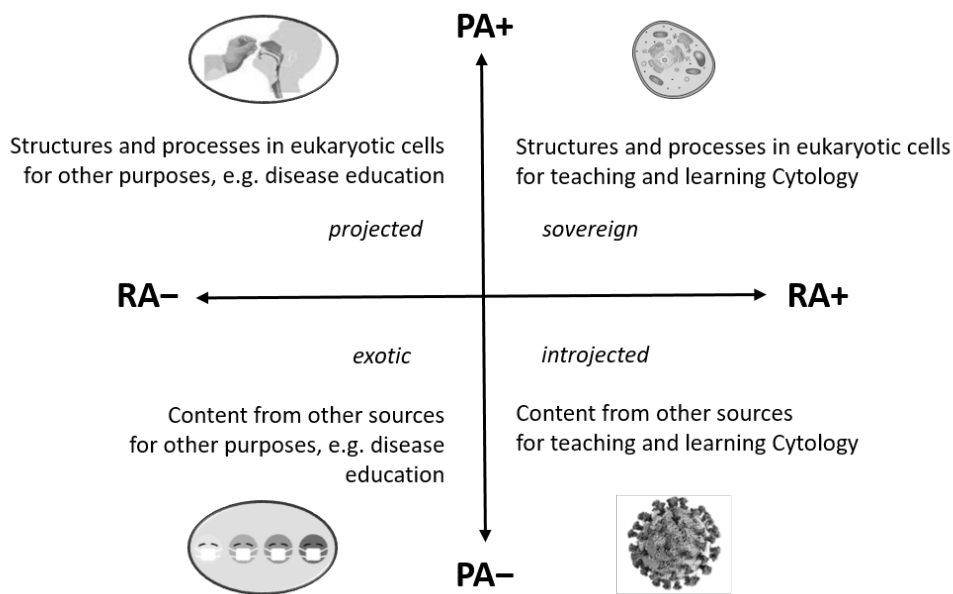 PA+
Structures and processes in eukaryotic cells
for other purposes, e.g. disease education
Structures and processes in eukaryotic cells
for teaching and learning Cytology
projected
sovereign
RA–
RA+
exotic
introjected
Content from other sources
for other purposes, e.g. disease
education
Content from other sources
for teaching and learning Cytology
PA–